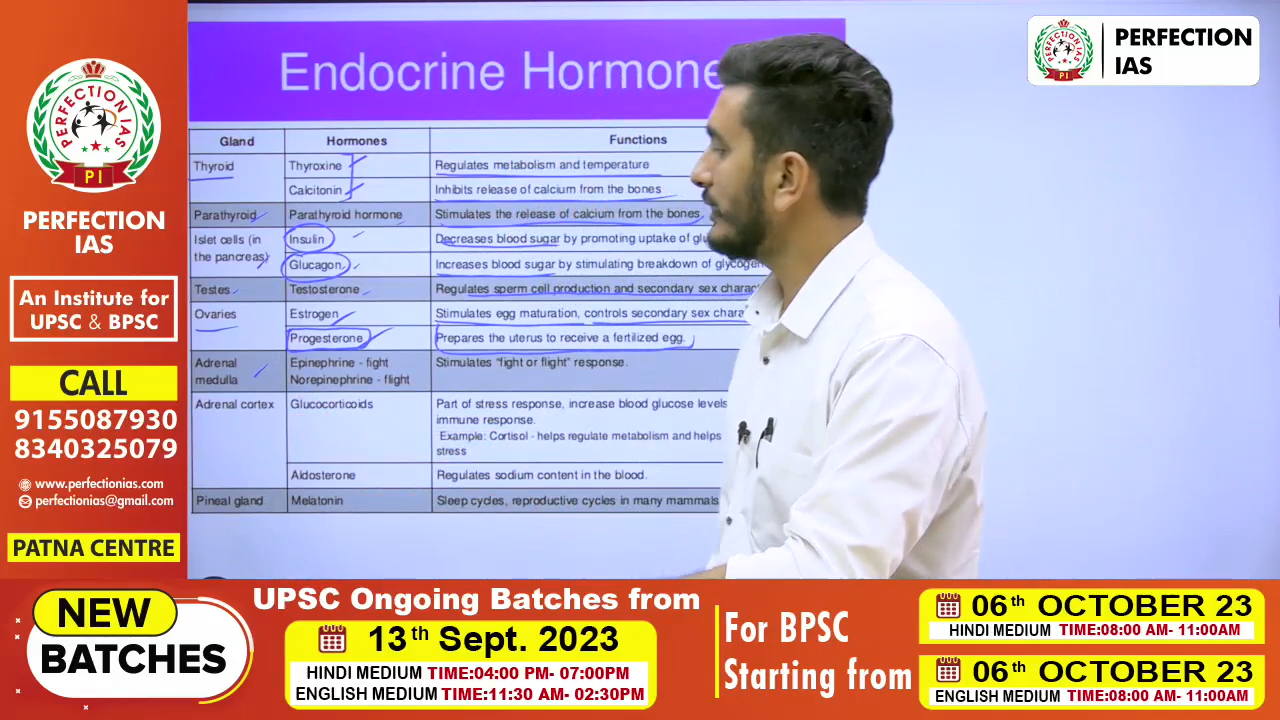 PERFECTION IAS
PI
PERFECTION
IAS
An Institute for
UPSC & BPSC
CALL
9155087930
8340325079
www.perfectionias.com
perfectionias@gmail.com
PATNA CENTRE
Endocrine Hormone
Gland Hormones Functions
Thyroid Thyroxine Regulates metabolism and temperature
Calcitonin Inhibits release of calcium from the bones
Parathyroid Parathyroid hormone Stimulates the release of calcium from the bones
Islet cells (in
the pancreas)
Insulin Decreases blood sugar by promoting uptake of
Glucagon Increases blood sugar by stimulating breakdown of glycogen
Testes Testosterone Regulates sperm cell production and secondary sex
Ovaries Estrogen Stimulates egg maturation, controls secondary sex
Progesterone Prepares the uterus to receive a fertilized egg.
Adrenal
medulla
Epinephrine - fight
Norepinephrine - flight
Stimulates "fight or flight" response.
Adrenal cortex Glucocorticoids Part of stress response, increase blood glucose levels
immune response.
Example: Cortisol - helps regulate metabolism and helps
stress
Aldosterone Regulates sodium content in the blood.
Pineal gland Melatonin Sleep cycles, reproductive cycles in many mammals
PERFECTION IAS
PI
PERFECTION
IAS
NEW
BATCHES
UPSC Ongoing Batches from
13th Sept. 2023
HINDI MEDIUM TIME:04:00 PM- 07:00PM
ENGLISH MEDIUM TIME:11:30 AM- 02:30PM
For BPSC
Starting from
06th OCTOBER 23
HINDI MEDIUM TIME:08:00 AM- 11:00AM
06th OCTOBER 23
ENGLISH MEDIUM TIME:08:00 AM- 11:00AM